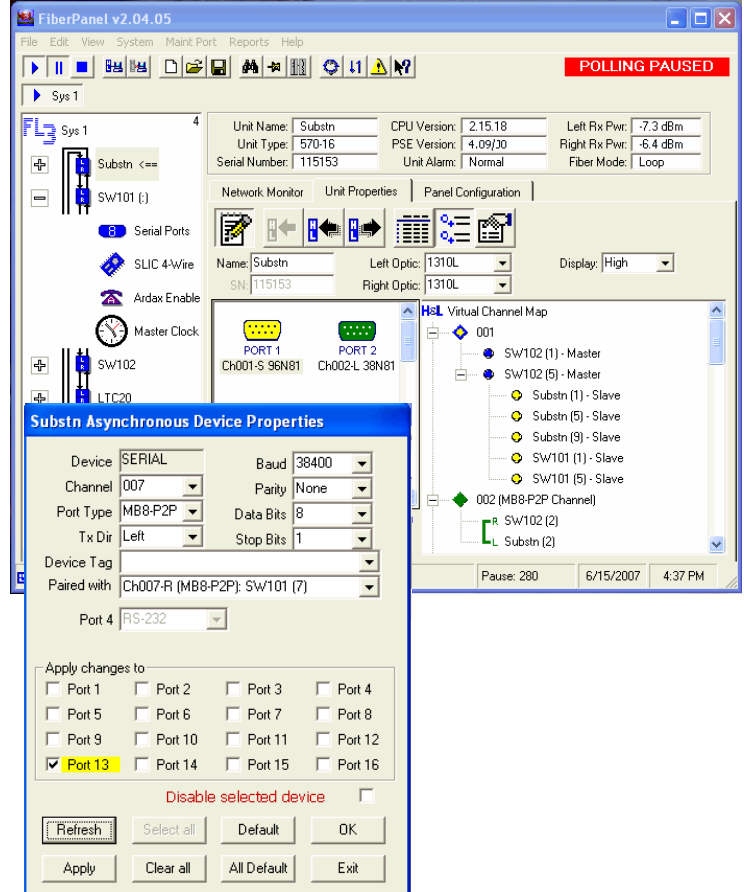 FiberPanel v2.04.05
File Edit View System Maint Port Reports Help
POLLING PAUSED
Sys 1
Sys 1 4
Substn <==
SW101 (:)
8 Serial Ports
SLIC 4-Wire
Ardax Enable
Master Clock
SW102
LTC20
Unit Name: Substn CPU Version: 2.15.18 Left Rx Pwr: -7.3 dBm
Unit Type: 570-16 PSE Version: 4.09/J0 Right Rx Pwr: -6.4 dBm
Serial Number: 115153 Unit Alarm: Normal Fiber Mode: Loop
Network Monitor Unit Properties Panel Configuration
Name: Substn Left Optic: 1310L Display: High
SN: 115153 Right Optic: 1310L
PORT 1 PORT 2
Ch001-S 96N81 Ch002-L 38N81
H&L Virtual Channel Map
001
SW102 (1) - Master
SW102 (5) - Master
Substn (1) - Slave
Substn (5) - Slave
Substn (9) - Slave
SW101 (1) - Slave
SW101 (5) - Slave
002 (MB8-P2P Channel)
R SW102 (2)
L Substn (2)
Pause: 280 6/15/2007 4:37 PM
Substn Asynchronous Device Properties
Device SERIAL Baud 38400
Channel 007 Parity None
Port Type MB8-P2P Data Bits 8
Tx Dir Left Stop Bits 1
Device Tag
Paired with Ch007-R (MB8-P2P): SW101 (7)
Port 4 RS-232
Apply changes to
Port 1 Port 2 Port 3 Port 4
Port 5 Port 6 Port 7 Port 8
Port 9 Port 10 Port 11 Port 12
Port 13 Port 14 Port 15 Port 16
Disable selected device
Refresh Select all Default OK
Apply Clear all All Default Exit